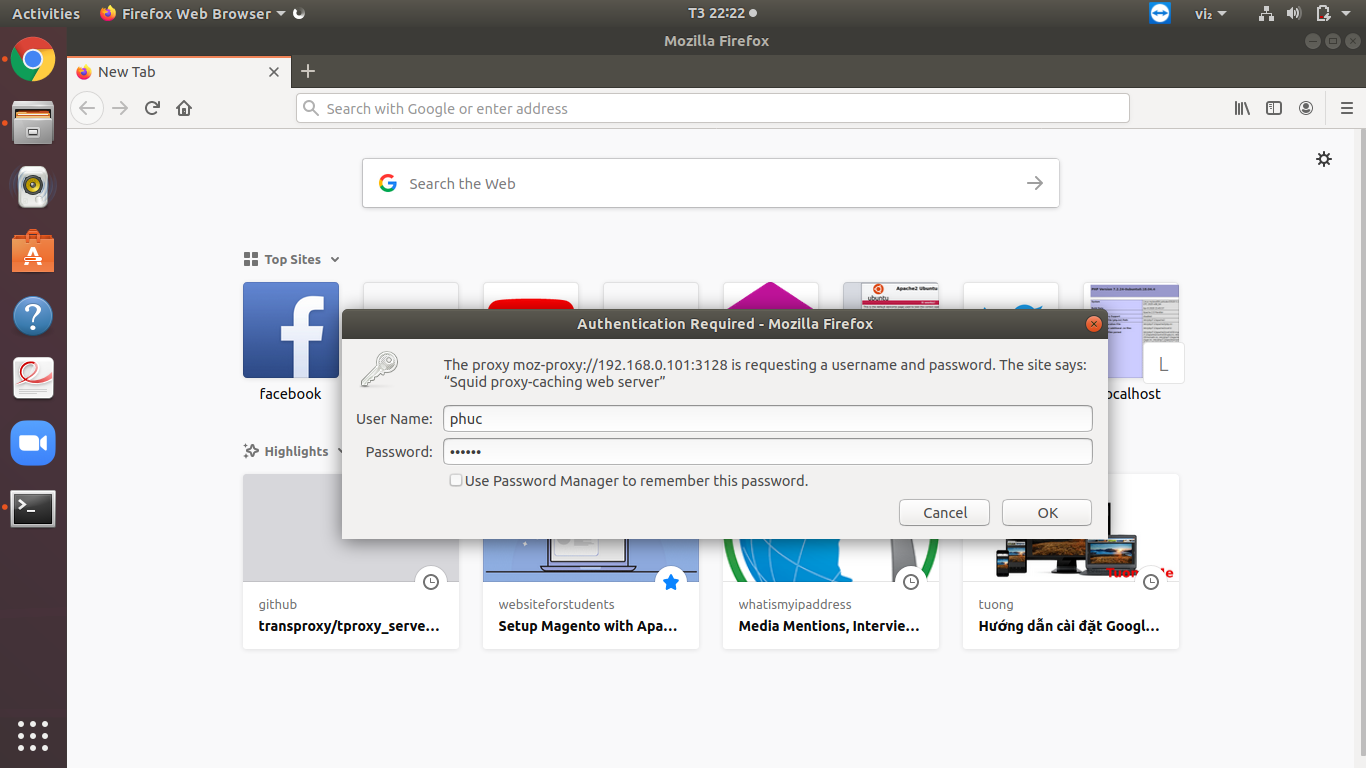 Activities Firefox Web Browser T3 22:22 vi₂
Mozilla Firefox
New Tab
Search with Google or enter address
Search the Web
Top Sites
Apache2 Ubuntu
ubuntu
Authentication Required - Mozilla Firefox
The proxy moz-proxy://192.168.0.101:3128 is requesting a username and password. The site says:
“Squid proxy-caching web server”
L
facebook
ocalhost
User Name: phuc
Password: ••••••
Highlights
Use Password Manager to remember this password.
Cancel OK
github
transproxy/tproxy_serve...
websiteforstudents
Setup Magento with Apa...
whatismyipaddress
Media Mentions, Intervie...
tuong
Hướng dẫn cài đặt Googl...